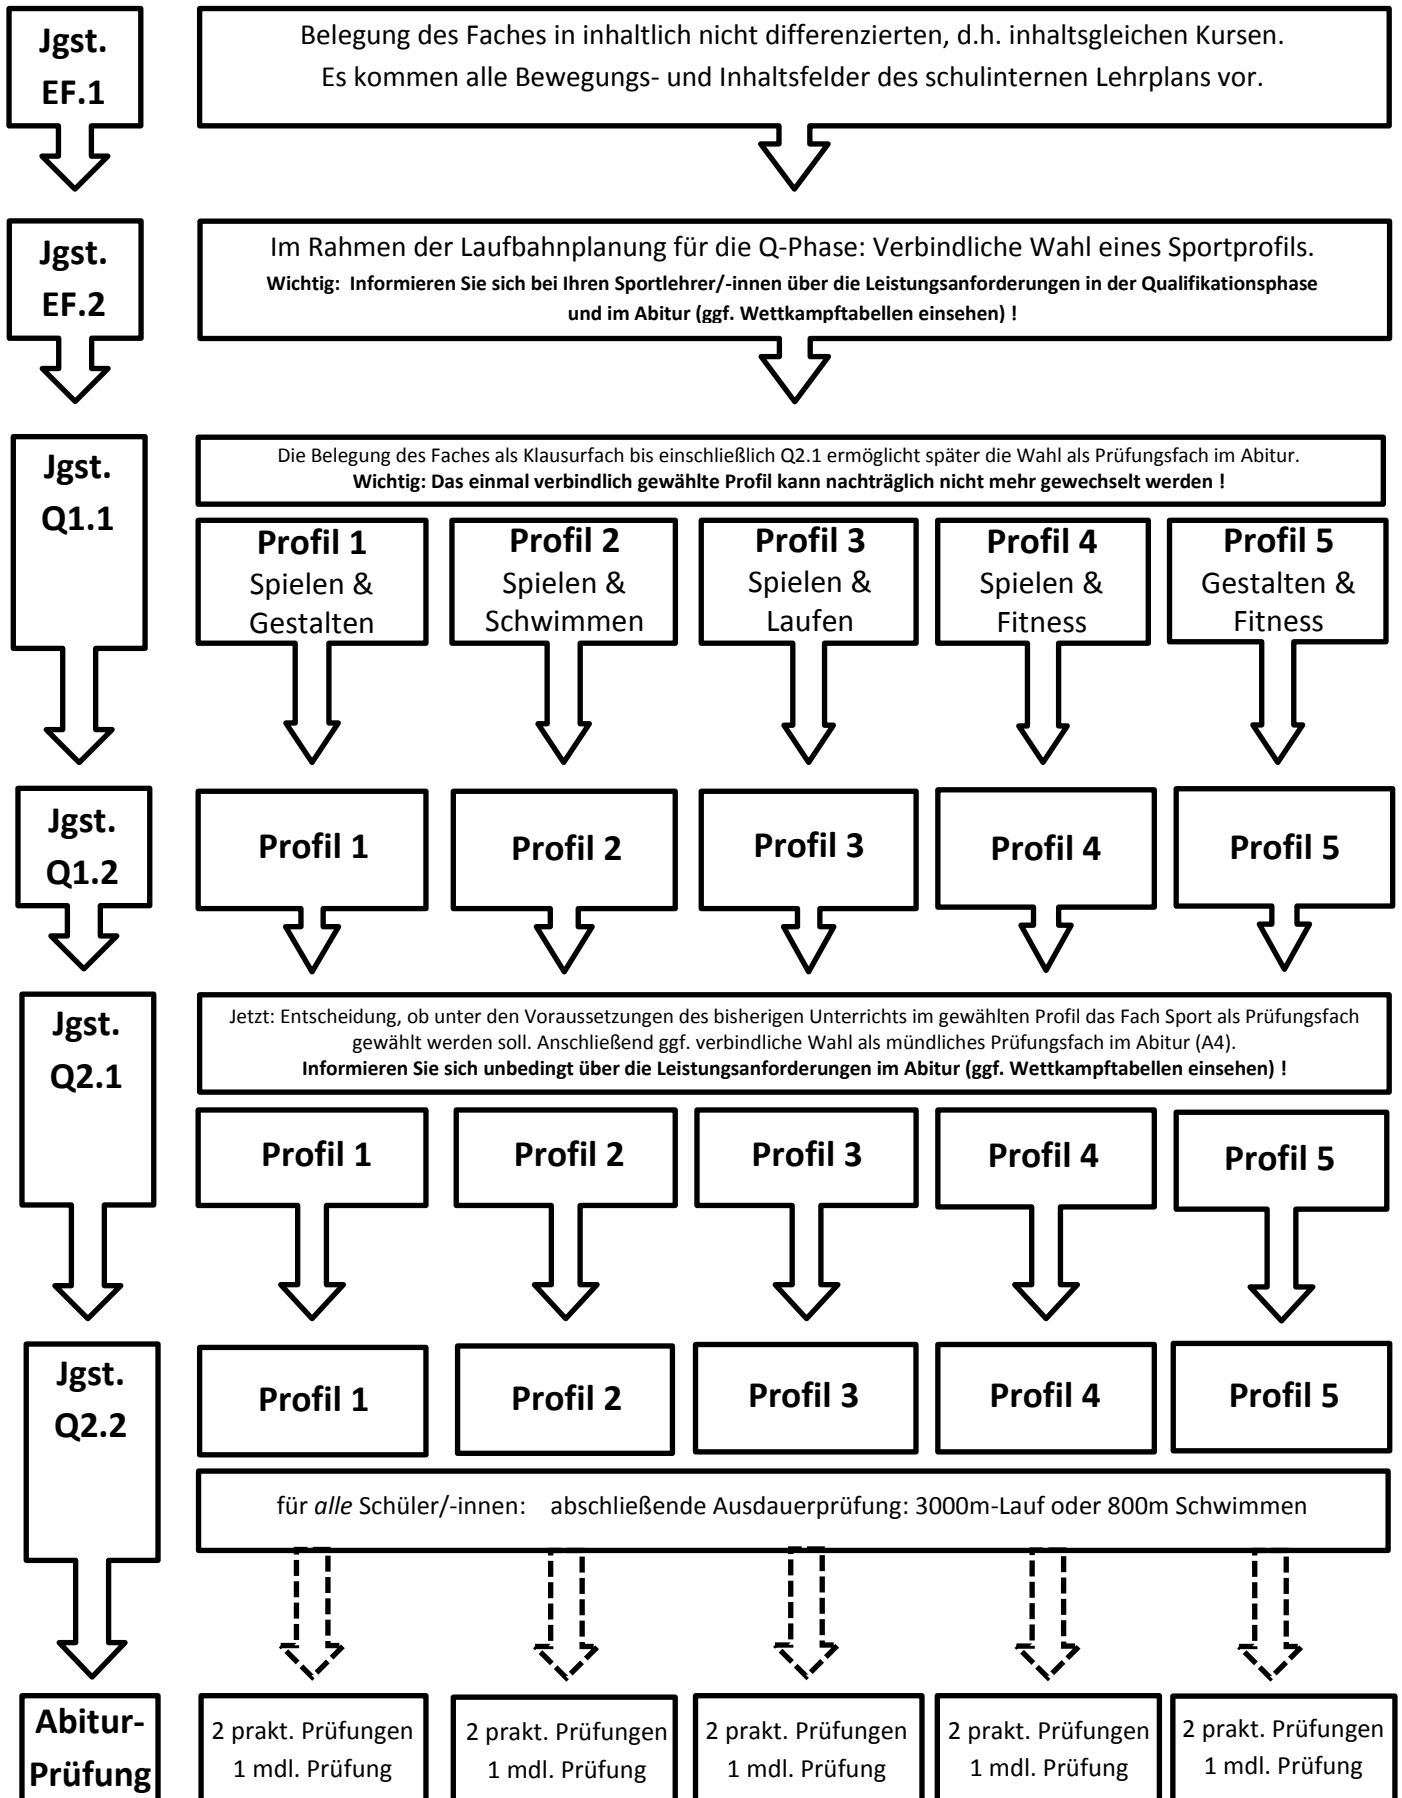 Jgst.
EF.1
Belegung des Faches in inhaltlich nicht differenzierten, d.h. inhaltsgleichen Kursen.
Es kommen alle Bewegungs- und Inhaltsfelder des schulinternen Lehrplans vor.
Jgst.
EF.2
Im Rahmen der Laufbahnplanung für die Q-Phase: Verbindliche Wahl eines Sportprofils.
Wichtig: Informieren Sie sich bei Ihren Sportlehrer/-innen über die Leistungsanforderungen in der Qualifikationsphase
und im Abitur (ggf. Wettkampftabellen einsehen) !
Jgst.
Q1.1
Die Belegung des Faches als Klausurfach bis einschließlich Q2.1 ermöglicht später die Wahl als Prüfungsfach im Abitur.
Wichtig: Das einmal verbindlich gewählte Profil kann nachträglich nicht mehr gewechselt werden !
Profil 1
Spielen &
Gestalten
Profil 2
Spielen &
Schwimmen
Profil 3
Spielen &
Laufen
Profil 4
Spielen &
Fitness
Profil 5
Gestalten &
Fitness
Jgst.
Q1.2
Profil 1
Profil 2
Profil 3
Profil 4
Profil 5
Jgst.
Q2.1
Jetzt: Entscheidung, ob unter den Voraussetzungen des bisherigen Unterrichts im gewählten Profil das Fach Sport als Prüfungsfach
gewählt werden soll. Anschließend ggf. verbindliche Wahl als mündliches Prüfungsfach im Abitur (A4).
Informieren Sie sich unbedingt über die Leistungsanforderungen im Abitur (ggf. Wettkampftabellen einsehen) !
Profil 1
Profil 2
Profil 3
Profil 4
Profil 5
Jgst.
Q2.2
Profil 1
Profil 2
Profil 3
Profil 4
Profil 5
für alle Schüler/-innen: abschließende Ausdauerprüfung: 3000m-Lauf oder 800m Schwimmen
Abitur-
Prüfung
2 prakt. Prüfungen
1 mdl. Prüfung
2 prakt. Prüfungen
1 mdl. Prüfung
2 prakt. Prüfungen
1 mdl. Prüfung
2 prakt. Prüfungen
1 mdl. Prüfung
2 prakt. Prüfungen
1 mdl. Prüfung